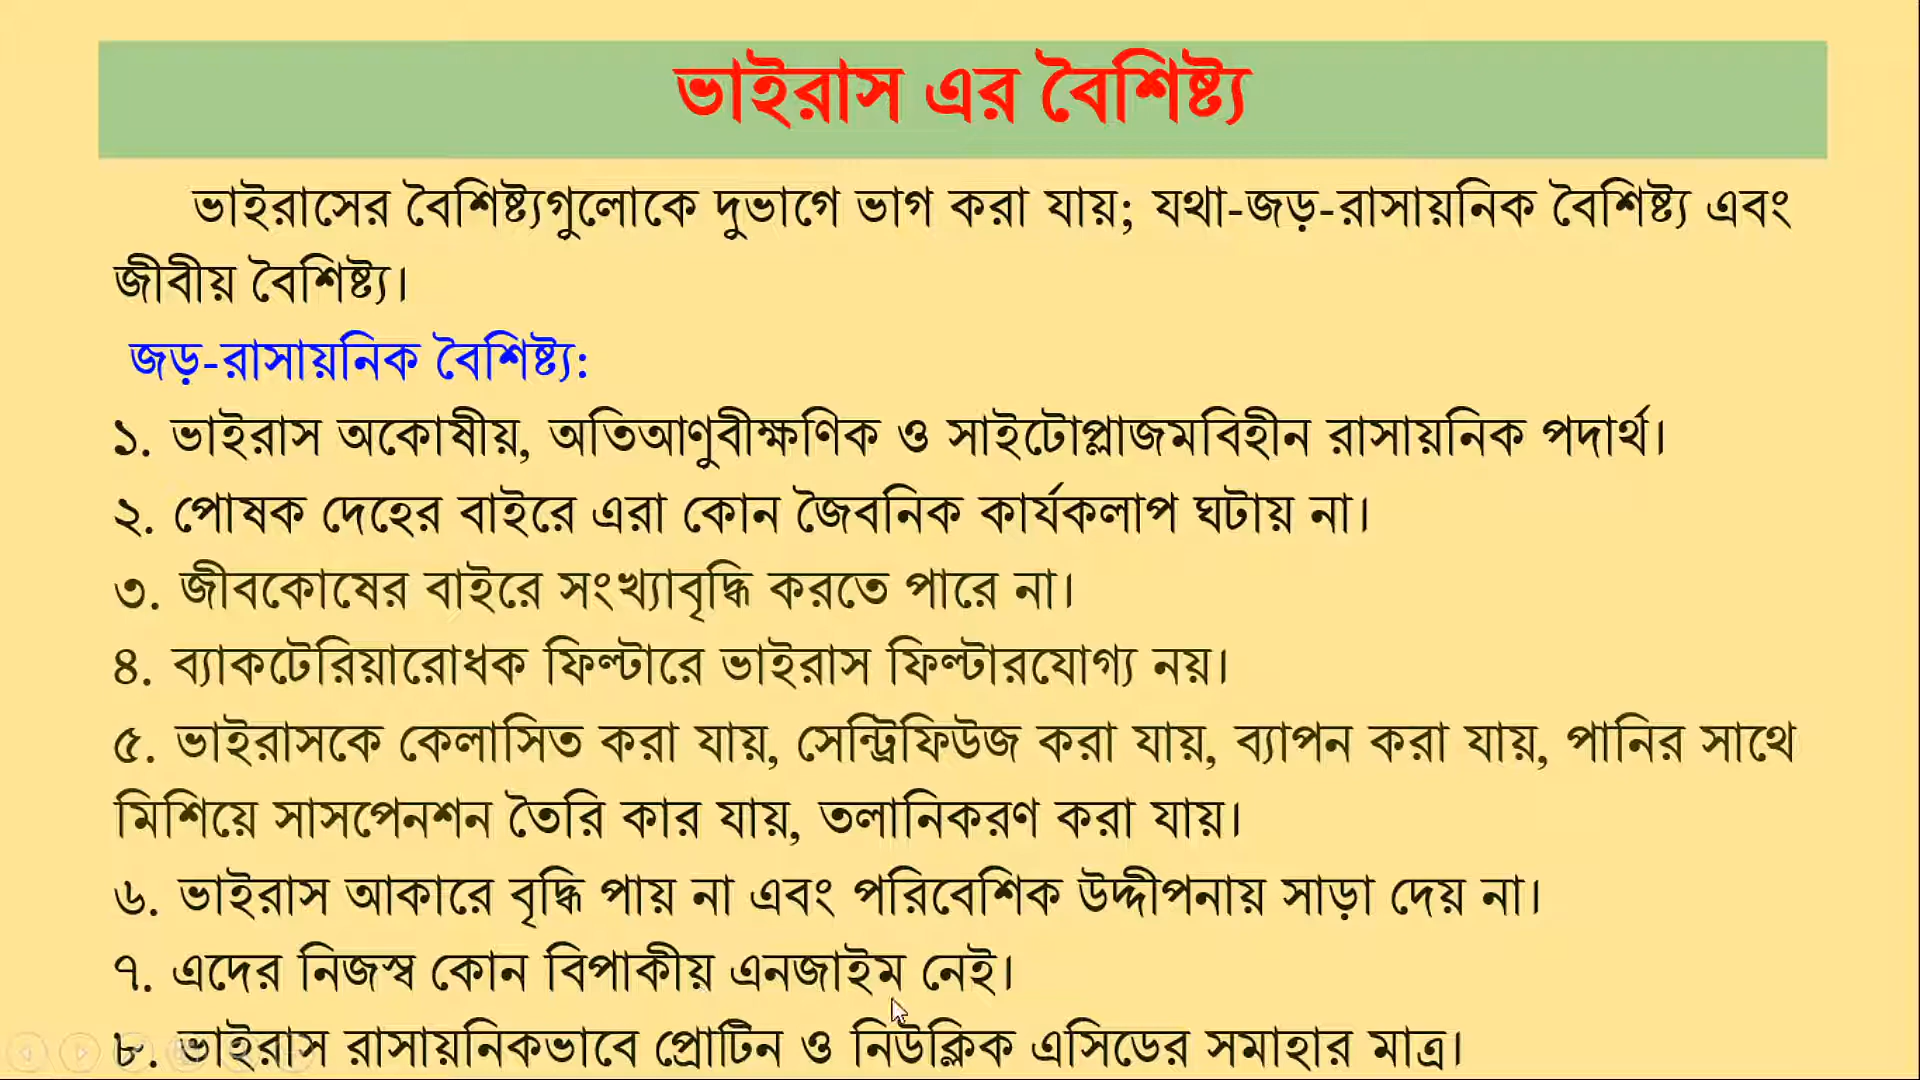 ভাইরাস এর বৈশিষ্ট্য
ভাইরাসের বৈশিষ্ট্যগুলোকে দুভাগে ভাগ করা যায়; যথা-জড়-রাসায়নিক বৈশিষ্ট্য এবং
জীবীয় বৈশিষ্ট্য।
জড়-রাসায়নিক বৈশিষ্ট্য:
১. ভাইরাস অকোষীয়, অতিআণুবীক্ষণিক ও সাইটোপ্লাজমবিহীন রাসায়নিক পদার্থ।
২. পোষক দেহের বাইরে এরা কোন জৈবনিক কার্যকলাপ ঘটায় না।
৩. জীবকোষের বাইরে সংখ্যাবৃদ্ধি করতে পারে না।
৪. ব্যাকটেরিয়ারোধক ফিল্টারে ভাইরাস ফিল্টারযোগ্য নয়।
৫. ভাইরাসকে কেলাসিত করা যায়, সেন্ট্রিফিউজ করা যায়, ব্যাপন করা যায়, পানির সাথে
মিশিয়ে সাসপেনশন তৈরি কার যায়, তলানিকরণ করা যায়।
৬. ভাইরাস আকারে বৃদ্ধি পায় না এবং পরিবেশিক উদ্দীপনায় সাড়া দেয় না।
৭. এদের নিজস্ব কোন বিপাকীয় এনজাইম নেই।
৮. ভাইরাস রাসায়নিকভাবে প্রোটিন ও নিউক্লিক এসিডের সমাহার মাত্র।